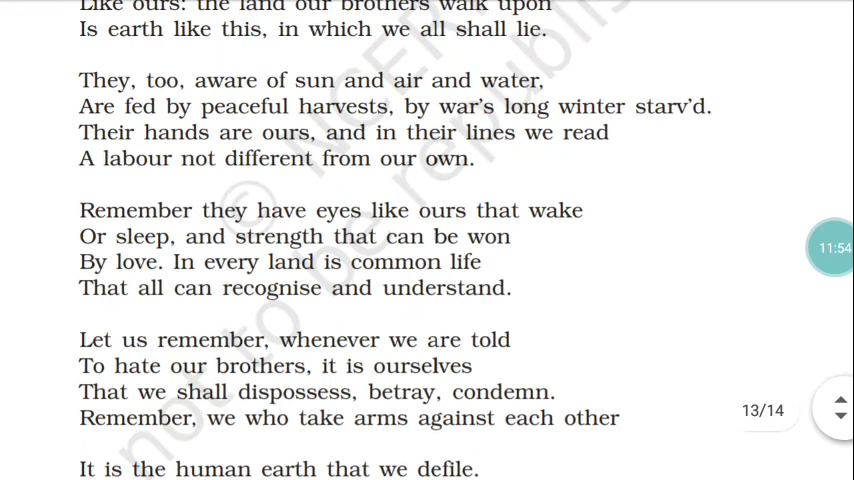 Like ours: the land our brothers walk upon
Is earth like this, in which we all shall lie.
They, too, aware of sun and air and water,
Are fed by peaceful harvests, by war's long winter starv'd.
Their hands are ours, and in their lines we read
A labour not different from our own.
Remember they have eyes like ours that wake
Or sleep, and strength that can be won
By love. In every land is common life
That all can recognise and understand.
Let us remember, whenever we are told
To hate our brothers, it is ourselves
That we shall dispossess, betray, condemn.
Remember, we who take arms against each other
It is the human earth that we defile.
11:54
13/14
© NCERT
not to be republis